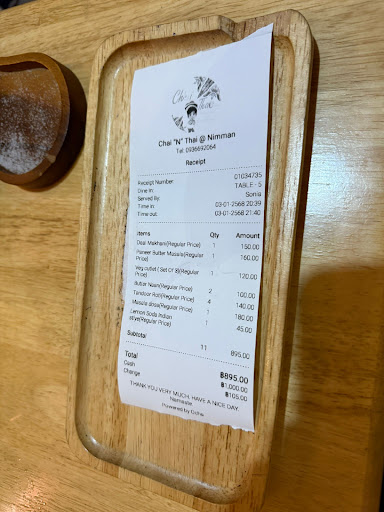 Chai "N" Thai @ Nimman
Tel: 0936692064
Receipt
Receipt Number: 01034735
Dine In: TABLE - 5
Served By: Sonia
Time in: 03-01-2568 20:39
Time out: 03-01-2568 21:40
Items Qty Amount
Daal Makhani(Regular Price) 1 150.00
Paneer Butter Masala(Regular 1 160.00
Price)
Veg cutlet ( Set Of 8)(Regular 1 120.00
Price)
Butter Naan(Regular Price) 2 100.00
Tandoor Roti(Regular Price) 4 140.00
Masala dosa(Regular Price) 1 180.00
Lemon Soda Indian 1 45.00
style(Regular Price)
Subtotal 11 895.00
Total ฿895.00
Cash ฿1,000.00
Change ฿105.00
THANK YOU VERY MUCH, HAVE A NICE DAY.
Namaste
Powered by Ocha